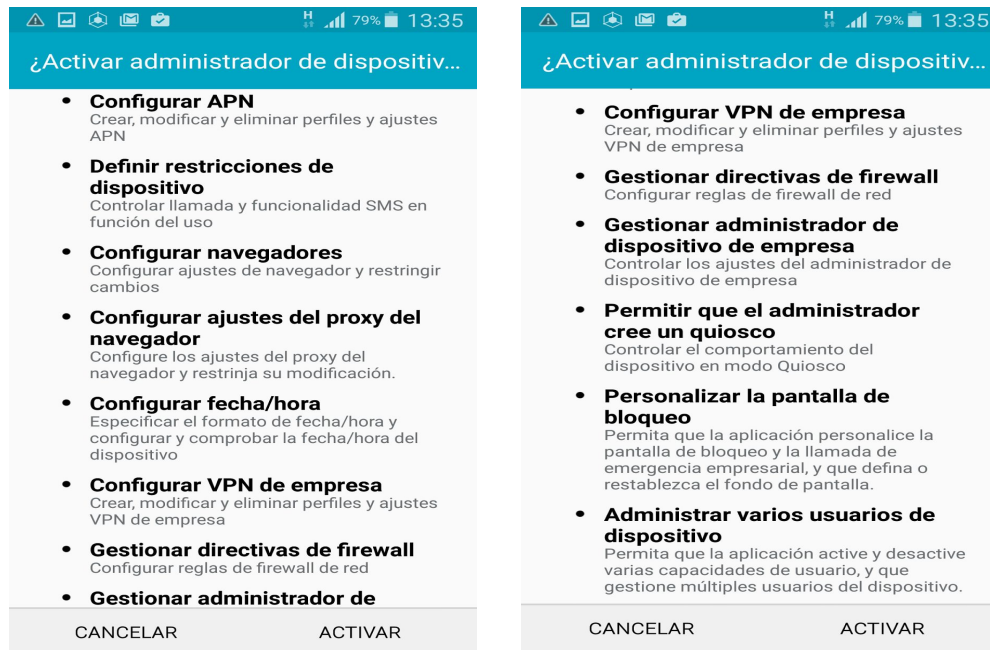 H 79% 13:35
¿Activar administrador de dispositiv...
• Configurar APN
Crear, modificar y eliminar perfiles y ajustes
APN
• Definir restricciones de
dispositivo
Controlar llamada y funcionalidad SMS en
función del uso
• Configurar navegadores
Configurar ajustes de navegador y restringir
cambios
• Configurar ajustes del proxy del
navegador
Configure los ajustes del proxy del
navegador y restrinja su modificación.
• Configurar fecha/hora
Especificar el formato de fecha/hora y
configurar y comprobar la fecha/hora del
dispositivo
• Configurar VPN de empresa
Crear, modificar y eliminar perfiles y ajustes
VPN de empresa
• Gestionar directivas de firewall
Configurar reglas de firewall de red
• Gestionar administrador de
CANCELAR ACTIVAR
H 79% 13:35
¿Activar administrador de dispositiv...
• Configurar VPN de empresa
Crear, modificar y eliminar perfiles y ajustes
VPN de empresa
• Gestionar directivas de firewall
Configurar reglas de firewall de red
• Gestionar administrador de
dispositivo de empresa
Controlar los ajustes del administrador de
dispositivo de empresa
• Permitir que el administrador
cree un quiosco
Controlar el comportamiento del
dispositivo en modo Quiosco
• Personalizar la pantalla de
bloqueo
Permita que la aplicación personalice la
pantalla de bloqueo y la llamada de
emergencia empresarial, y que defina o
restablezca el fondo de pantalla.
• Administrar varios usuarios de
dispositivo
Permita que la aplicación active y desactive
varias capacidades de usuario, y que
gestione múltiples usuarios del dispositivo.
CANCELAR ACTIVAR